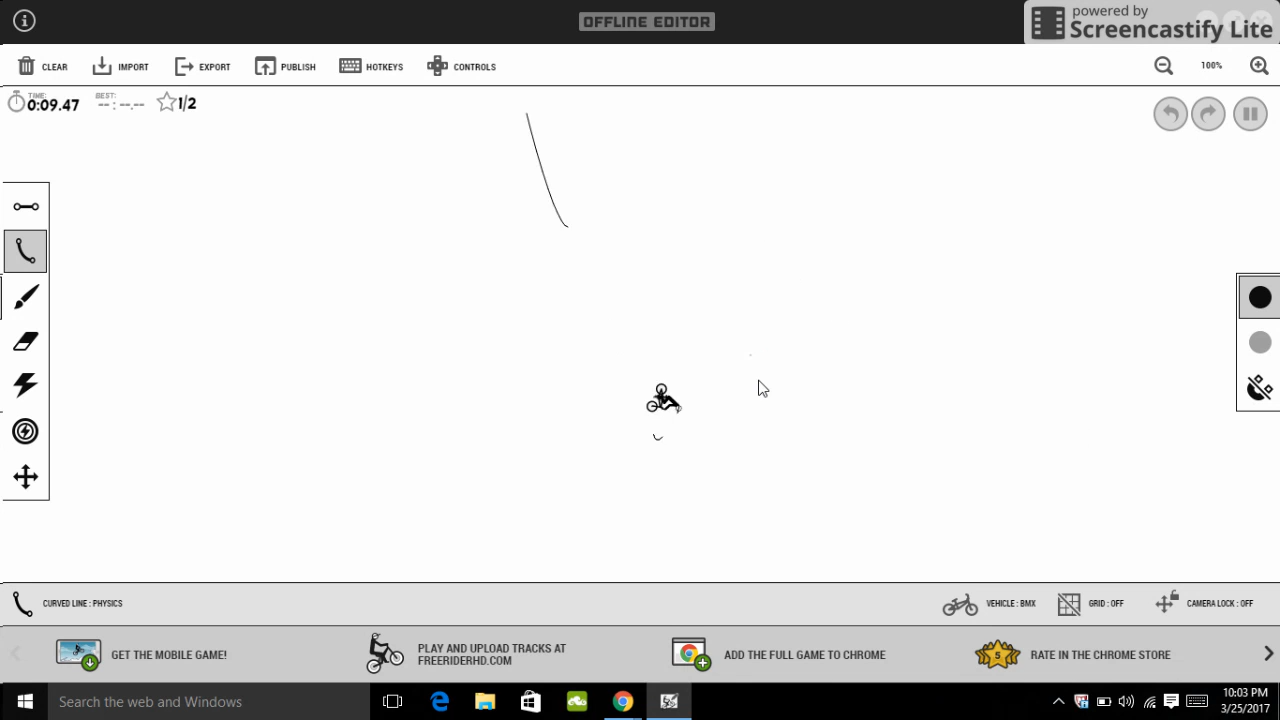 OFFLINE EDITOR
powered by
Screencastify Lite
CLEAR
IMPORT
EXPORT
PUBLISH
HOTKEYS
CONTROLS
100%
TIME:
0:09.47
BEST:
-- : --.--
1/2
CURVED LINE : PHYSICS
VEHICLE : BMX
GRID : OFF
CAMERA LOCK : OFF
GET THE MOBILE GAME!
PLAY AND UPLOAD TRACKS AT
FREERIDERHD.COM
ADD THE FULL GAME TO CHROME
5
RATE IN THE CHROME STORE
Search the web and Windows
10:03 PM
3/25/2017